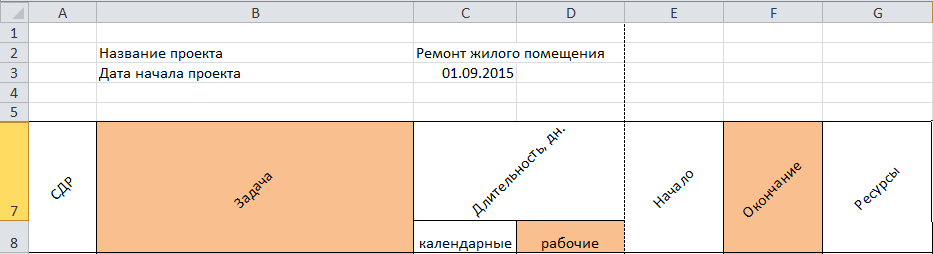 A B C D E F G
1
2 Название проекта Ремонт жилого помещения
3 Дата начала проекта 01.09.2015
4
5
7 СДР Задача Длительность, дн. Начало Окончание Ресурсы
8 календарные рабочие